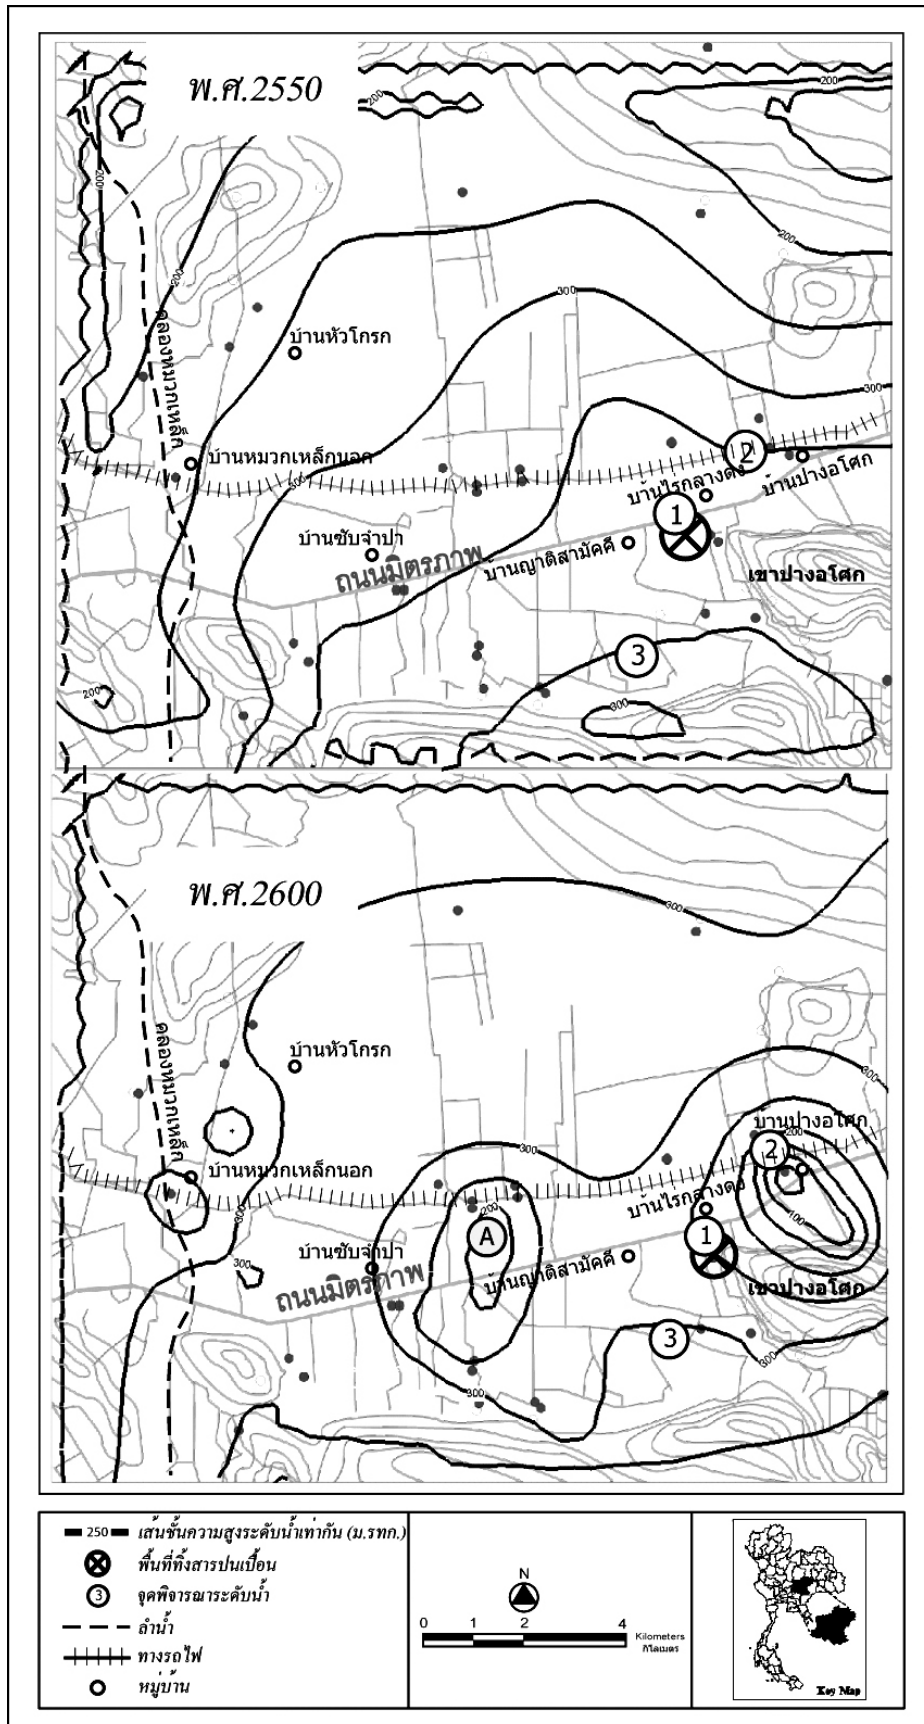 พ.ศ.2550
200
200
200
200
200
300
300
300
200
300
คลองหมวกเหล็ก
บ้านหัวโกรก
บ้านหมวกเหล็กนอก
บ้านซับจำปา
ถนนมิตรภาพ
บ้านญาติสามัคคี
บ้านไร่กลางดง
บ้านปางอโศก
เขาปางอโศก
1
2
3
พ.ศ.2600
300
300
300
300
300
200
300
300
200
100
คลองหมวกเหล็ก
บ้านหัวโกรก
บ้านหมวกเหล็กนอก
บ้านซับจำปา
ถนนมิตรภาพ
บ้านญาติสามัคคี
บ้านไร่กลางดง
บ้านปางอโศก
เขาปางอโศก
A
1
2
3
250 เส้นชั้นความสูงระดับน้ำเท่ากัน (ม.รทก.)
พื้นที่ทิ้งสารปนเปื้อน
3 จุดพิจารณาระดับน้ำ
ลำน้ำ
ทางรถไฟ
หมู่บ้าน
N
0 1 2 4
Kilometers
กิโลเมตร
Key Map